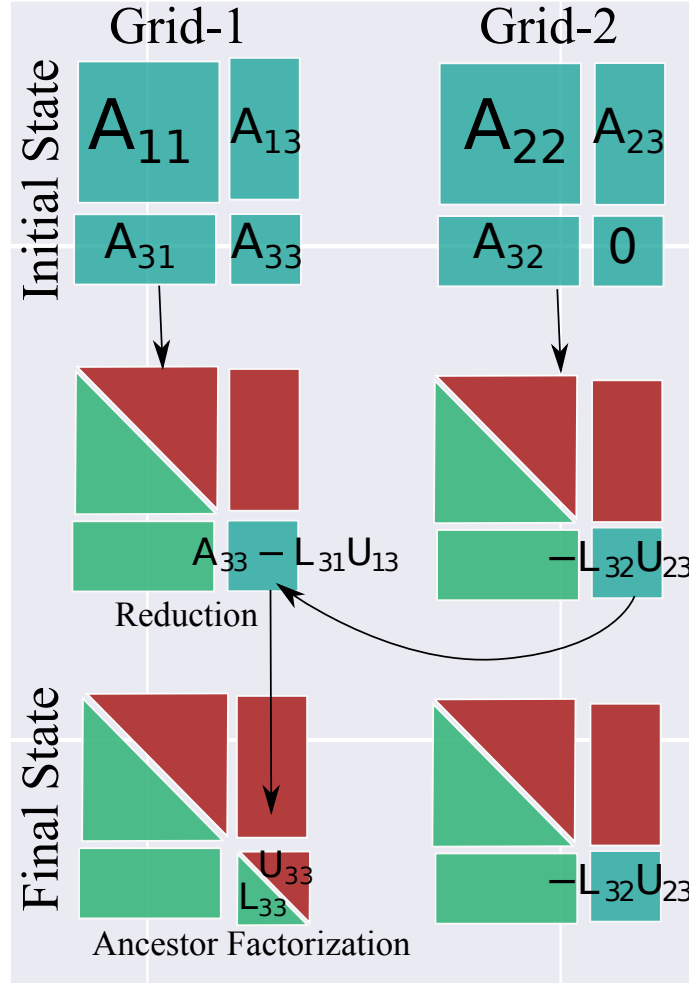 Grid-1 Grid-2
Initial State
A₁₁ A₁₃ A₂₂ A₂₃
A₃₁ A₃₃ A₃₂ 0
A₃₃ − L₃₁U₁₃ −L₃₂U₂₃
Reduction
Final State
U₃₃
L₃₃ −L₃₂U₂₃
Ancestor Factorization